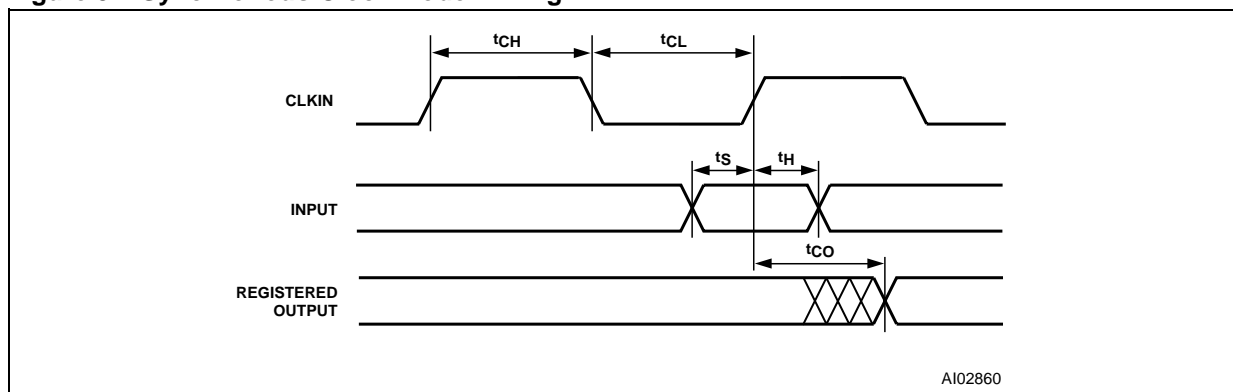 tCH
tCL
CLKIN
tS
tH
INPUT
tCO
REGISTERED
OUTPUT
AI02860